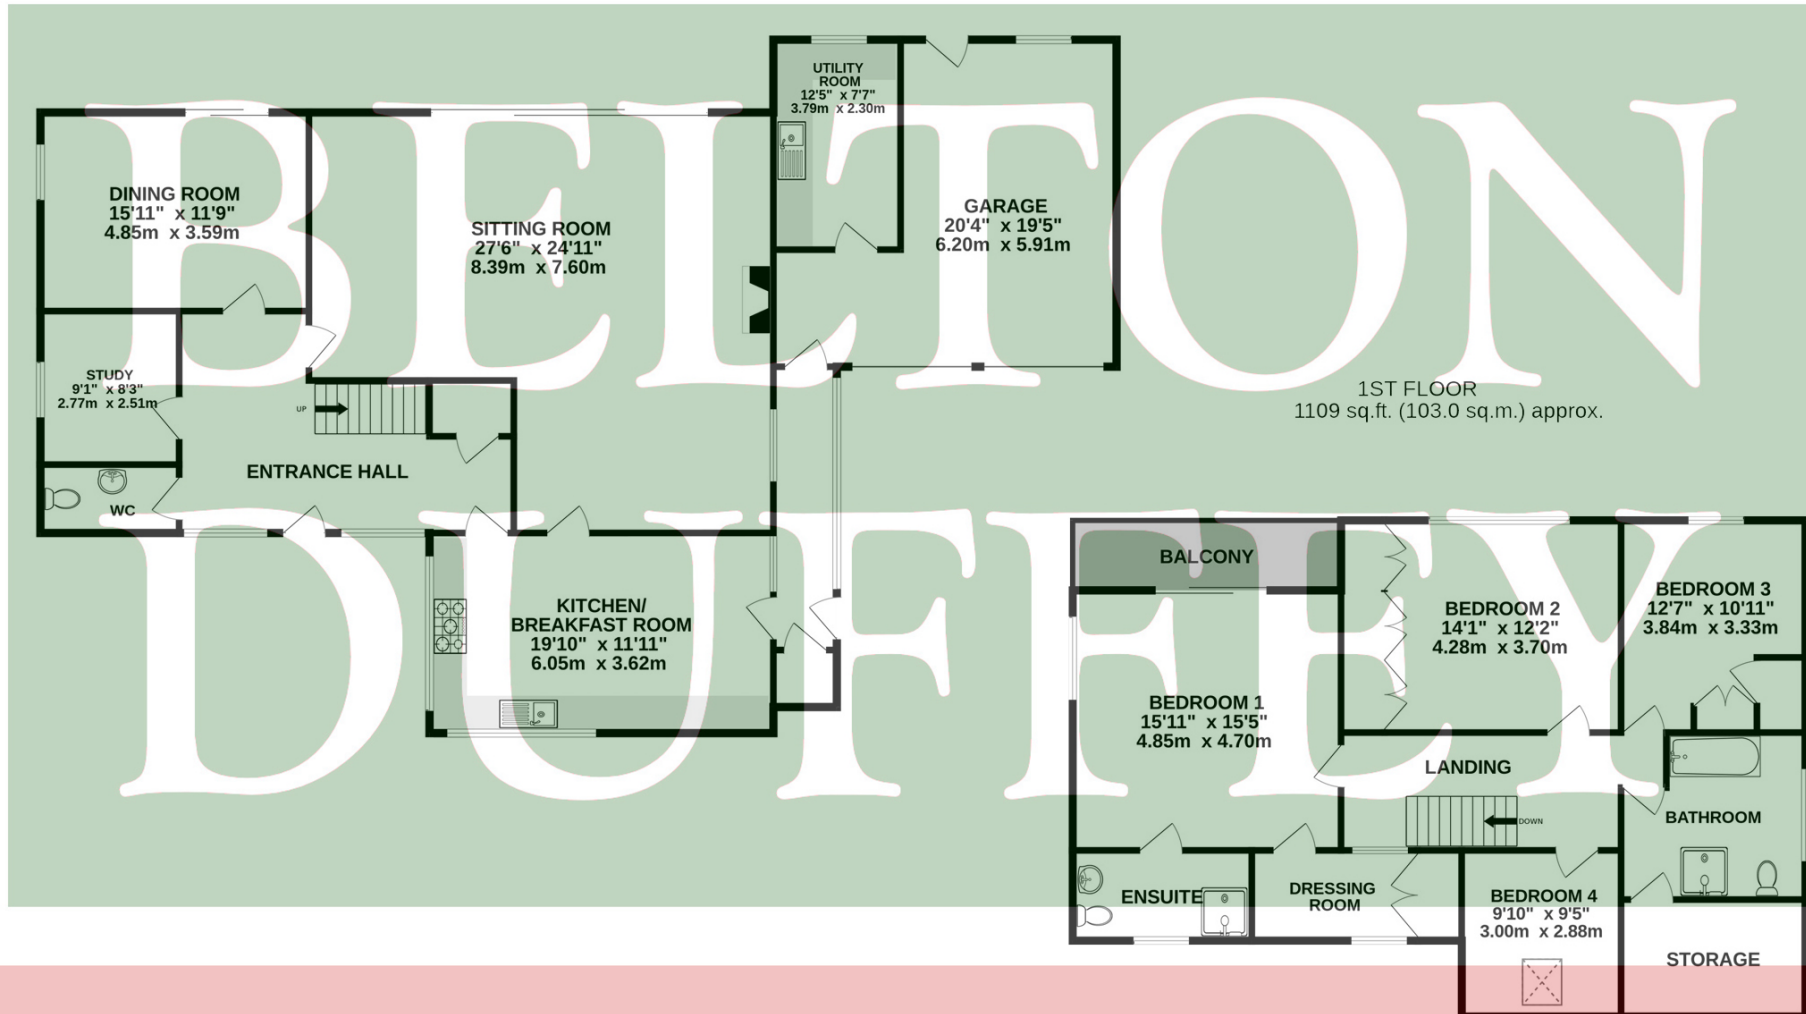 BELTON
DUFFEY
UTILITY
ROOM
12'5" x 7'7"
3.79m x 2.30m
DINING ROOM
15'11" x 11'9"
4.85m x 3.59m
SITTING ROOM
27'6" x 24'11"
8.39m x 7.60m
GARAGE
20'4" x 19'5"
6.20m x 5.91m
STUDY
9'1" x 8'3"
2.77m x 2.51m
UP
ENTRANCE HALL
WC
KITCHEN/
BREAKFAST ROOM
19'10" x 11'11"
6.05m x 3.62m
1ST FLOOR
1109 sq.ft. (103.0 sq.m.) approx.
BALCONY
BEDROOM 1
15'11" x 15'5"
4.85m x 4.70m
BEDROOM 2
14'1" x 12'2"
4.28m x 3.70m
BEDROOM 3
12'7" x 10'11"
3.84m x 3.33m
LANDING
DOWN
BATHROOM
ENSUITE
DRESSING
ROOM
BEDROOM 4
9'10" x 9'5"
3.00m x 2.88m
STORAGE